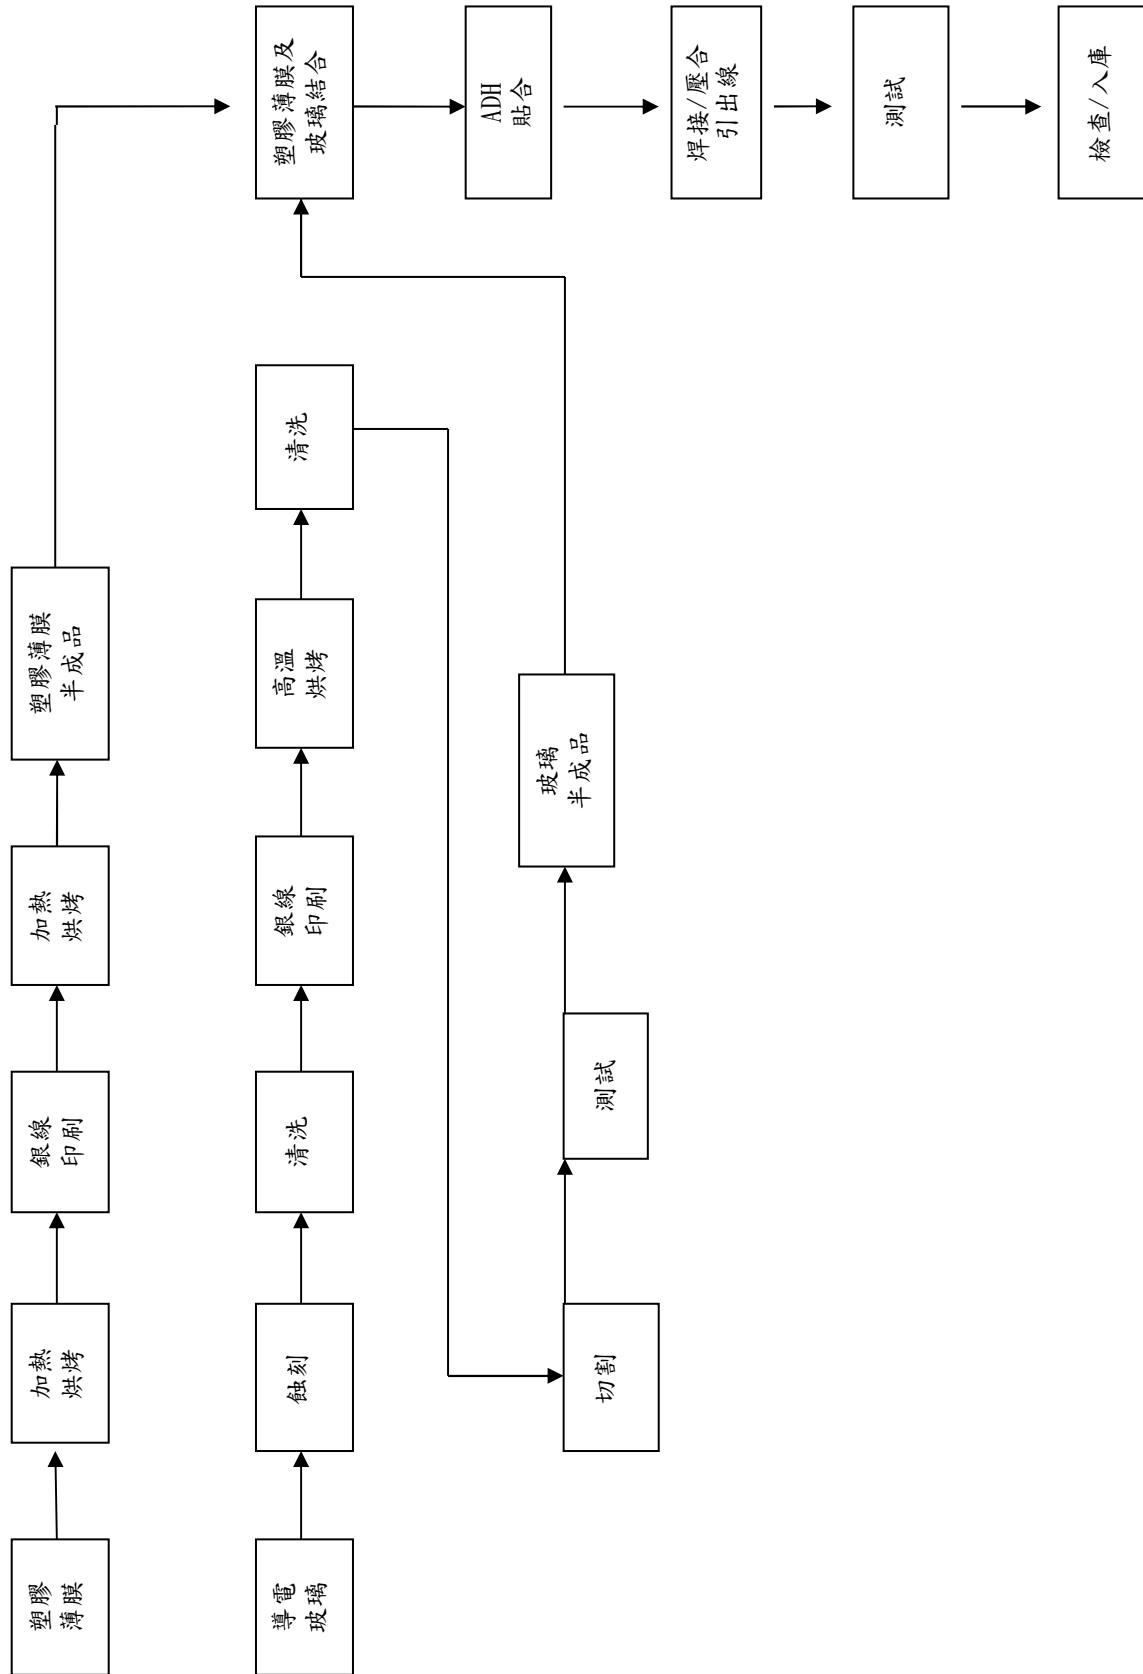 塑膠
薄膜
加熱
烘烤
銀線
印刷
加熱
烘烤
塑膠薄膜
半成品
導電
玻璃
蝕刻
清洗
銀線
印刷
高溫
烘烤
清洗
切割
測試
玻璃
半成品
塑膠薄膜及
玻璃結合
ADH
貼合
焊接/壓合
引出線
測試
檢查/入庫